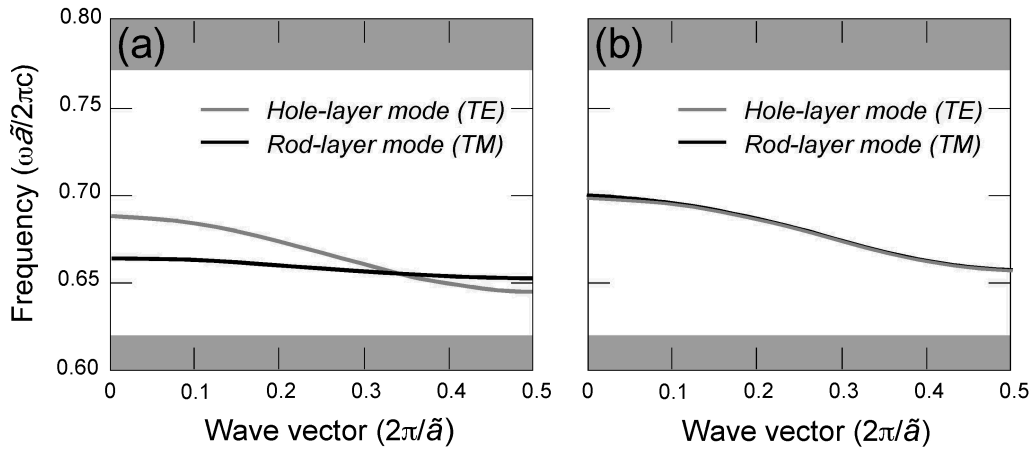 (a)
(b)
0.80
0.75
0.70
0.65
0.60
Frequency (ωã/2πc)
Hole-layer mode (TE)
Rod-layer mode (TM)
Hole-layer mode (TE)
Rod-layer mode (TM)
0 0.1 0.2 0.3 0.4 0.5
0 0.1 0.2 0.3 0.4 0.5
Wave vector (2π/ã)
Wave vector (2π/ã)